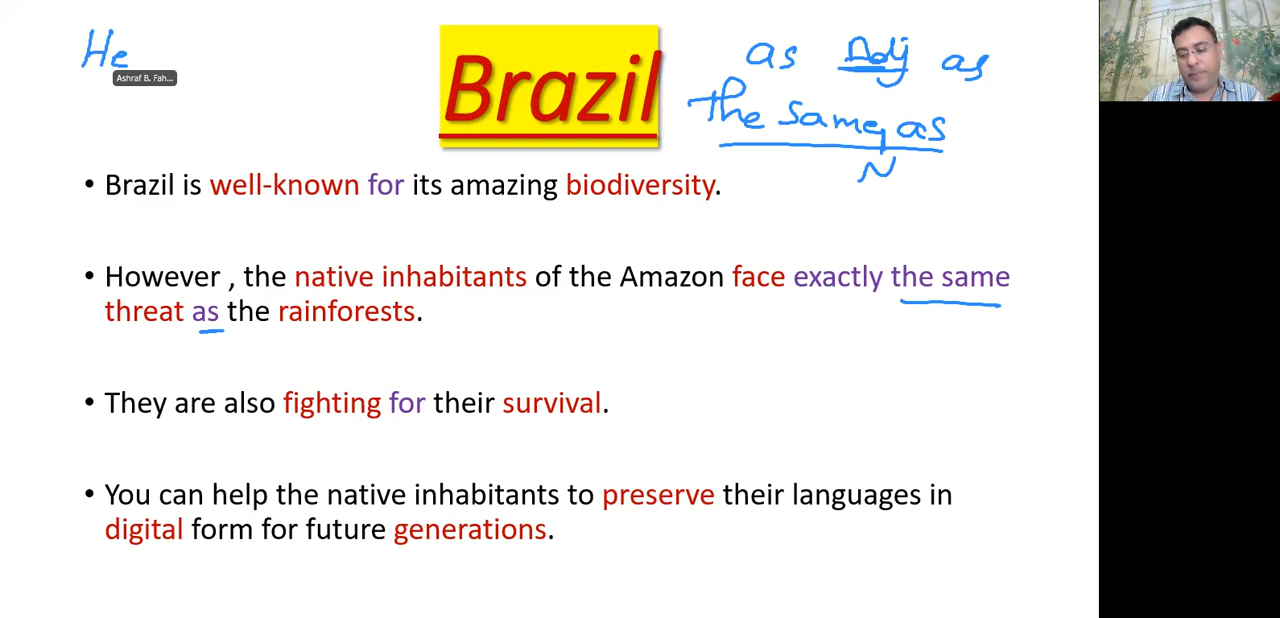 He
Ashraf B. Fah...
Brazil
as Adj as
the same as
N
• Brazil is well-known for its amazing biodiversity.
• However , the native inhabitants of the Amazon face exactly the same
threat as the rainforests.
• They are also fighting for their survival.
• You can help the native inhabitants to preserve their languages in
digital form for future generations.